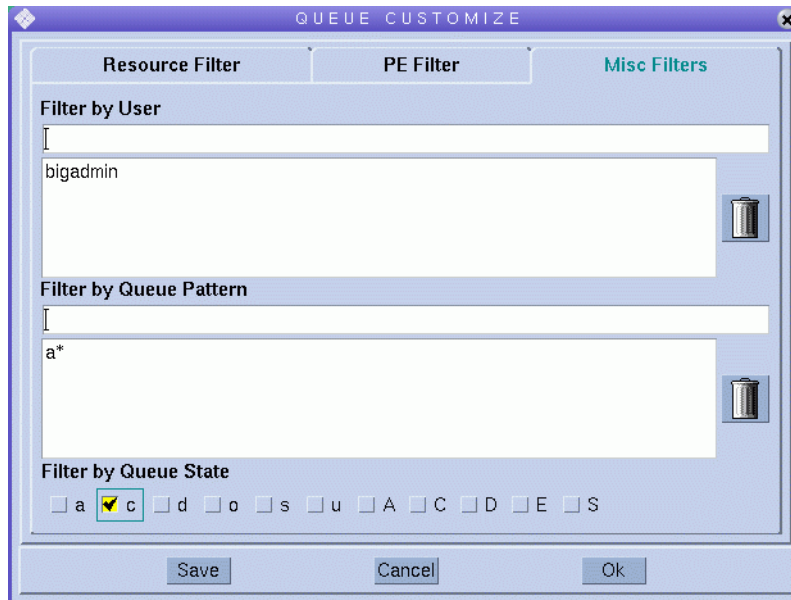 QUEUE CUSTOMIZE
Resource Filter PE Filter Misc Filters
Filter by User
bigadmin
Filter by Queue Pattern
a*
Filter by Queue State
a c d o s u A C D E S
Save Cancel Ok